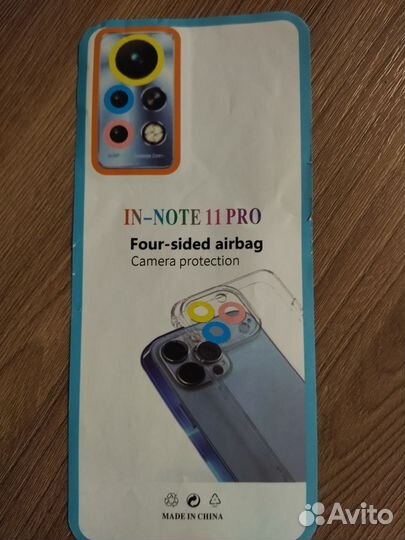 IN-NOTE 11 PRO
Four-sided airbag
Camera protection
MADE IN CHINA
Avito